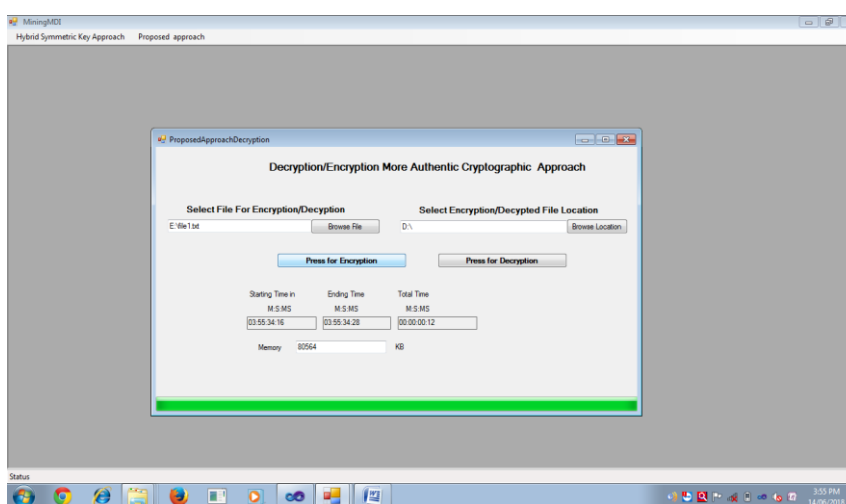 MiningMDI
Hybrid Symmetric Key Approach Proposed approach
ProposedApproachDecryption
Decryption/Encryption More Authentic Cryptographic Approach
Select File For Encryption/Decyption Select Encryption/Decypted File Location
E:\file1.txt Browse File D:\ Browse Location
Press for Encryption Press for Decryption
Starting Time in Ending Time Total Time
M:S:MS M:S:MS M:S:MS
03:55:34:16 03:55:34:28 00:00:00:12
Memory 80564 KB
Status
3:55 PM
14/06/2018